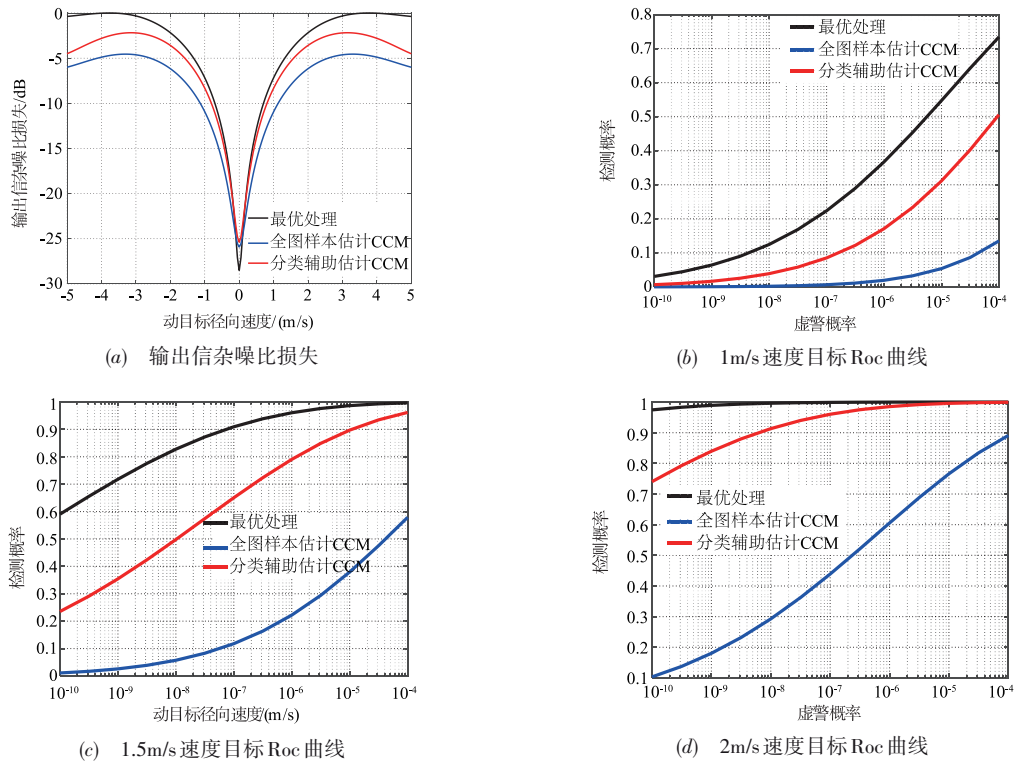 0
-5
-10
-15
-20
-25
-30
输出信杂噪比损失/dB
最优处理
全图样本估计CCM
分类辅助估计CCM
-5 -4 -3 -2 -1 0 1 2 3 4 5
动目标径向速度/(m/s)
(a) 输出信杂噪比损失
0.8
0.7
0.6
0.5
0.4
0.3
0.2
0.1
0
检测概率
最优处理
全图样本估计CCM
分类辅助估计CCM
10⁻¹⁰ 10⁻⁹ 10⁻⁸ 10⁻⁷ 10⁻⁶ 10⁻⁵ 10⁻⁴
虚警概率
(b) 1m/s速度目标Roc曲线
1
0.9
0.8
0.7
0.6
0.5
0.4
0.3
0.2
0.1
0
检测概率
最优处理
全图样本估计CCM
分类辅助估计CCM
10⁻¹⁰ 10⁻⁹ 10⁻⁸ 10⁻⁷ 10⁻⁶ 10⁻⁵ 10⁻⁴
动目标径向速度/(m/s)
(c) 1.5m/s速度目标Roc曲线
1
0.9
0.8
0.7
0.6
0.5
0.4
0.3
0.2
0.1
检测概率
最优处理
全图样本估计CCM
分类辅助估计CCM
10⁻¹⁰ 10⁻⁹ 10⁻⁸ 10⁻⁷ 10⁻⁶ 10⁻⁵ 10⁻⁴
虚警概率
(d) 2m/s速度目标Roc曲线